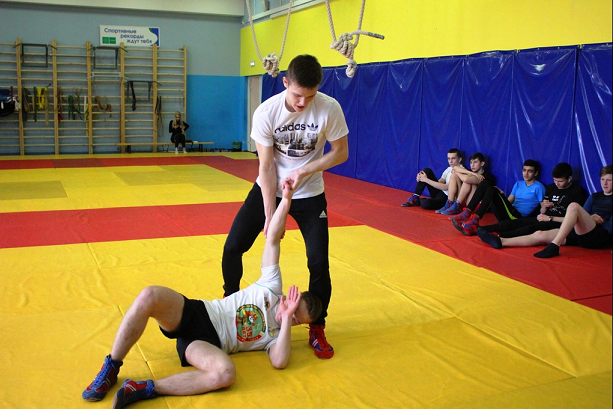 Спортивные
рекорды
ждут тебя
adidas